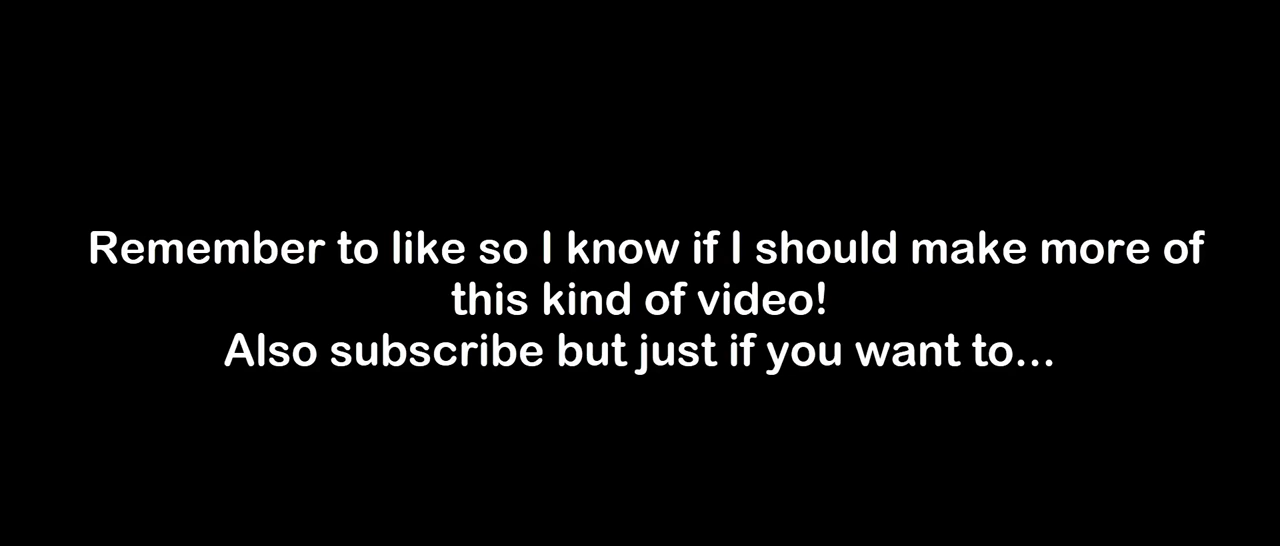 Remember to like so I know if I should make more of
this kind of video!
Also subscribe but just if you want to...